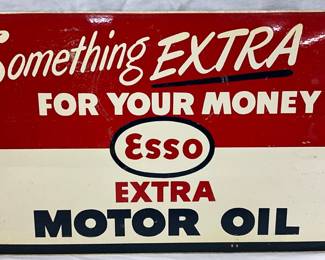 Something EXTRA
FOR YOUR MONEY
Esso
EXTRA
MOTOR OIL